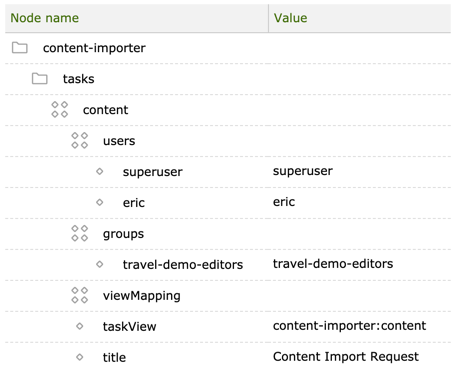 Node name Value
content-importer
tasks
content
users
superuser superuser
eric eric
groups
travel-demo-editors travel-demo-editors
viewMapping
taskView content-importer:content
title Content Import Request